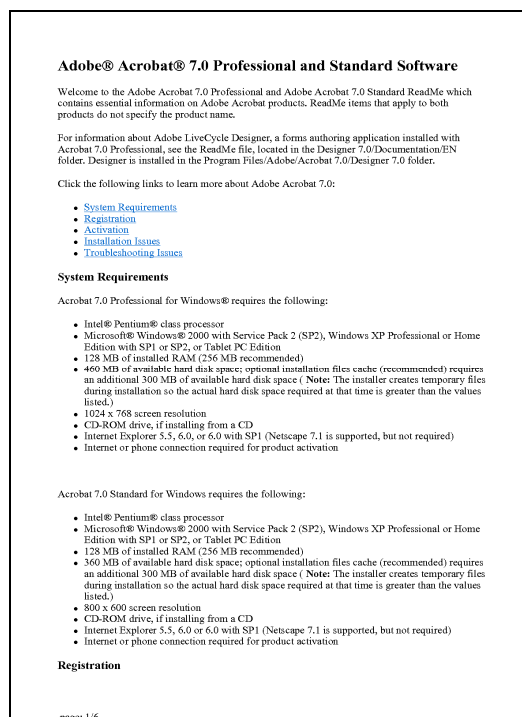 Adobe® Acrobat® 7.0 Professional and Standard Software
Welcome to the Adobe Acrobat 7.0 Professional and Adobe Acrobat 7.0 Standard ReadMe which
contains essential information on Adobe Acrobat products. ReadMe items that apply to both
products do not specify the product name.
For information about Adobe LiveCycle Designer, a forms authoring application installed with
Acrobat 7.0 Professional, see the ReadMe file, located in the Designer 7.0/Documentation/EN
folder. Designer is installed in the Program Files/Adobe/Acrobat 7.0/Designer 7.0 folder.
Click the following links to learn more about Adobe Acrobat 7.0:
• System Requirements
• Registration
• Activation
• Installation Issues
• Troubleshooting Issues
System Requirements
Acrobat 7.0 Professional for Windows® requires the following:
• Intel® Pentium® class processor
• Microsoft® Windows® 2000 with Service Pack 2 (SP2), Windows XP Professional or Home
Edition with SP1 or SP2, or Tablet PC Edition
• 128 MB of installed RAM (256 MB recommended)
• 460 MB of available hard disk space; optional installation files cache (recommended) requires
an additional 300 MB of available hard disk space ( Note: The installer creates temporary files
during installation so the actual hard disk space required at that time is greater than the values
listed.)
• 1024 x 768 screen resolution
• CD-ROM drive, if installing from a CD
• Internet Explorer 5.5, 6.0, or 6.0 with SP1 (Netscape 7.1 is supported, but not required)
• Internet or phone connection required for product activation
Acrobat 7.0 Standard for Windows requires the following:
• Intel® Pentium® class processor
• Microsoft® Windows® 2000 with Service Pack 2 (SP2), Windows XP Professional or Home
Edition with SP1 or SP2, or Tablet PC Edition
• 128 MB of installed RAM (256 MB recommended)
• 360 MB of available hard disk space; optional installation files cache (recommended) requires
an additional 300 MB of available hard disk space ( Note: The installer creates temporary files
during installation so the actual hard disk space required at that time is greater than the values
listed.)
• 800 x 600 screen resolution
• CD-ROM drive, if installing from a CD
• Internet Explorer 5.5, 6.0 or 6.0 with SP1 (Netscape 7.1 is supported, but not required)
• Internet or phone connection required for product activation
Registration
page: 1/6